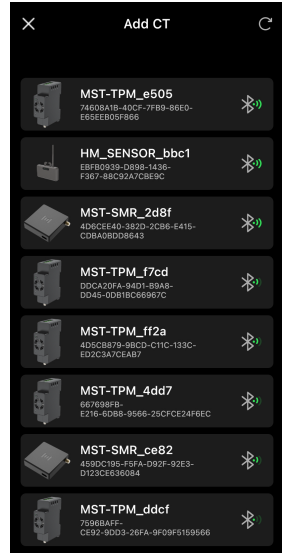 Add CT
MST-TPM_e505
74608A1B-40CF-7FB9-86E0-
E65EEB05F866
HM_SENSOR_bbc1
EBFB0939-D898-1436-
F367-88C92A7CBE9C
MST-SMR_2d8f
4D6CEE40-382D-2CB6-E415-
CDBA0BDD8643
MST-TPM_f7cd
DDCA20FA-94D1-B9A8-
DD45-0DB1BC66967C
MST-TPM_ff2a
4D5CB879-9BCD-C11C-133C-
ED2C3A7CEAB7
MST-TPM_4dd7
667698FB-
E216-6DB8-9566-25CFCE24F6EC
MST-SMR_ce82
459DC195-F5FA-D92F-92E3-
D123CE636084
MST-TPM_ddcf
7596BAFF-
CE92-9DD3-26FA-9F09F5159566